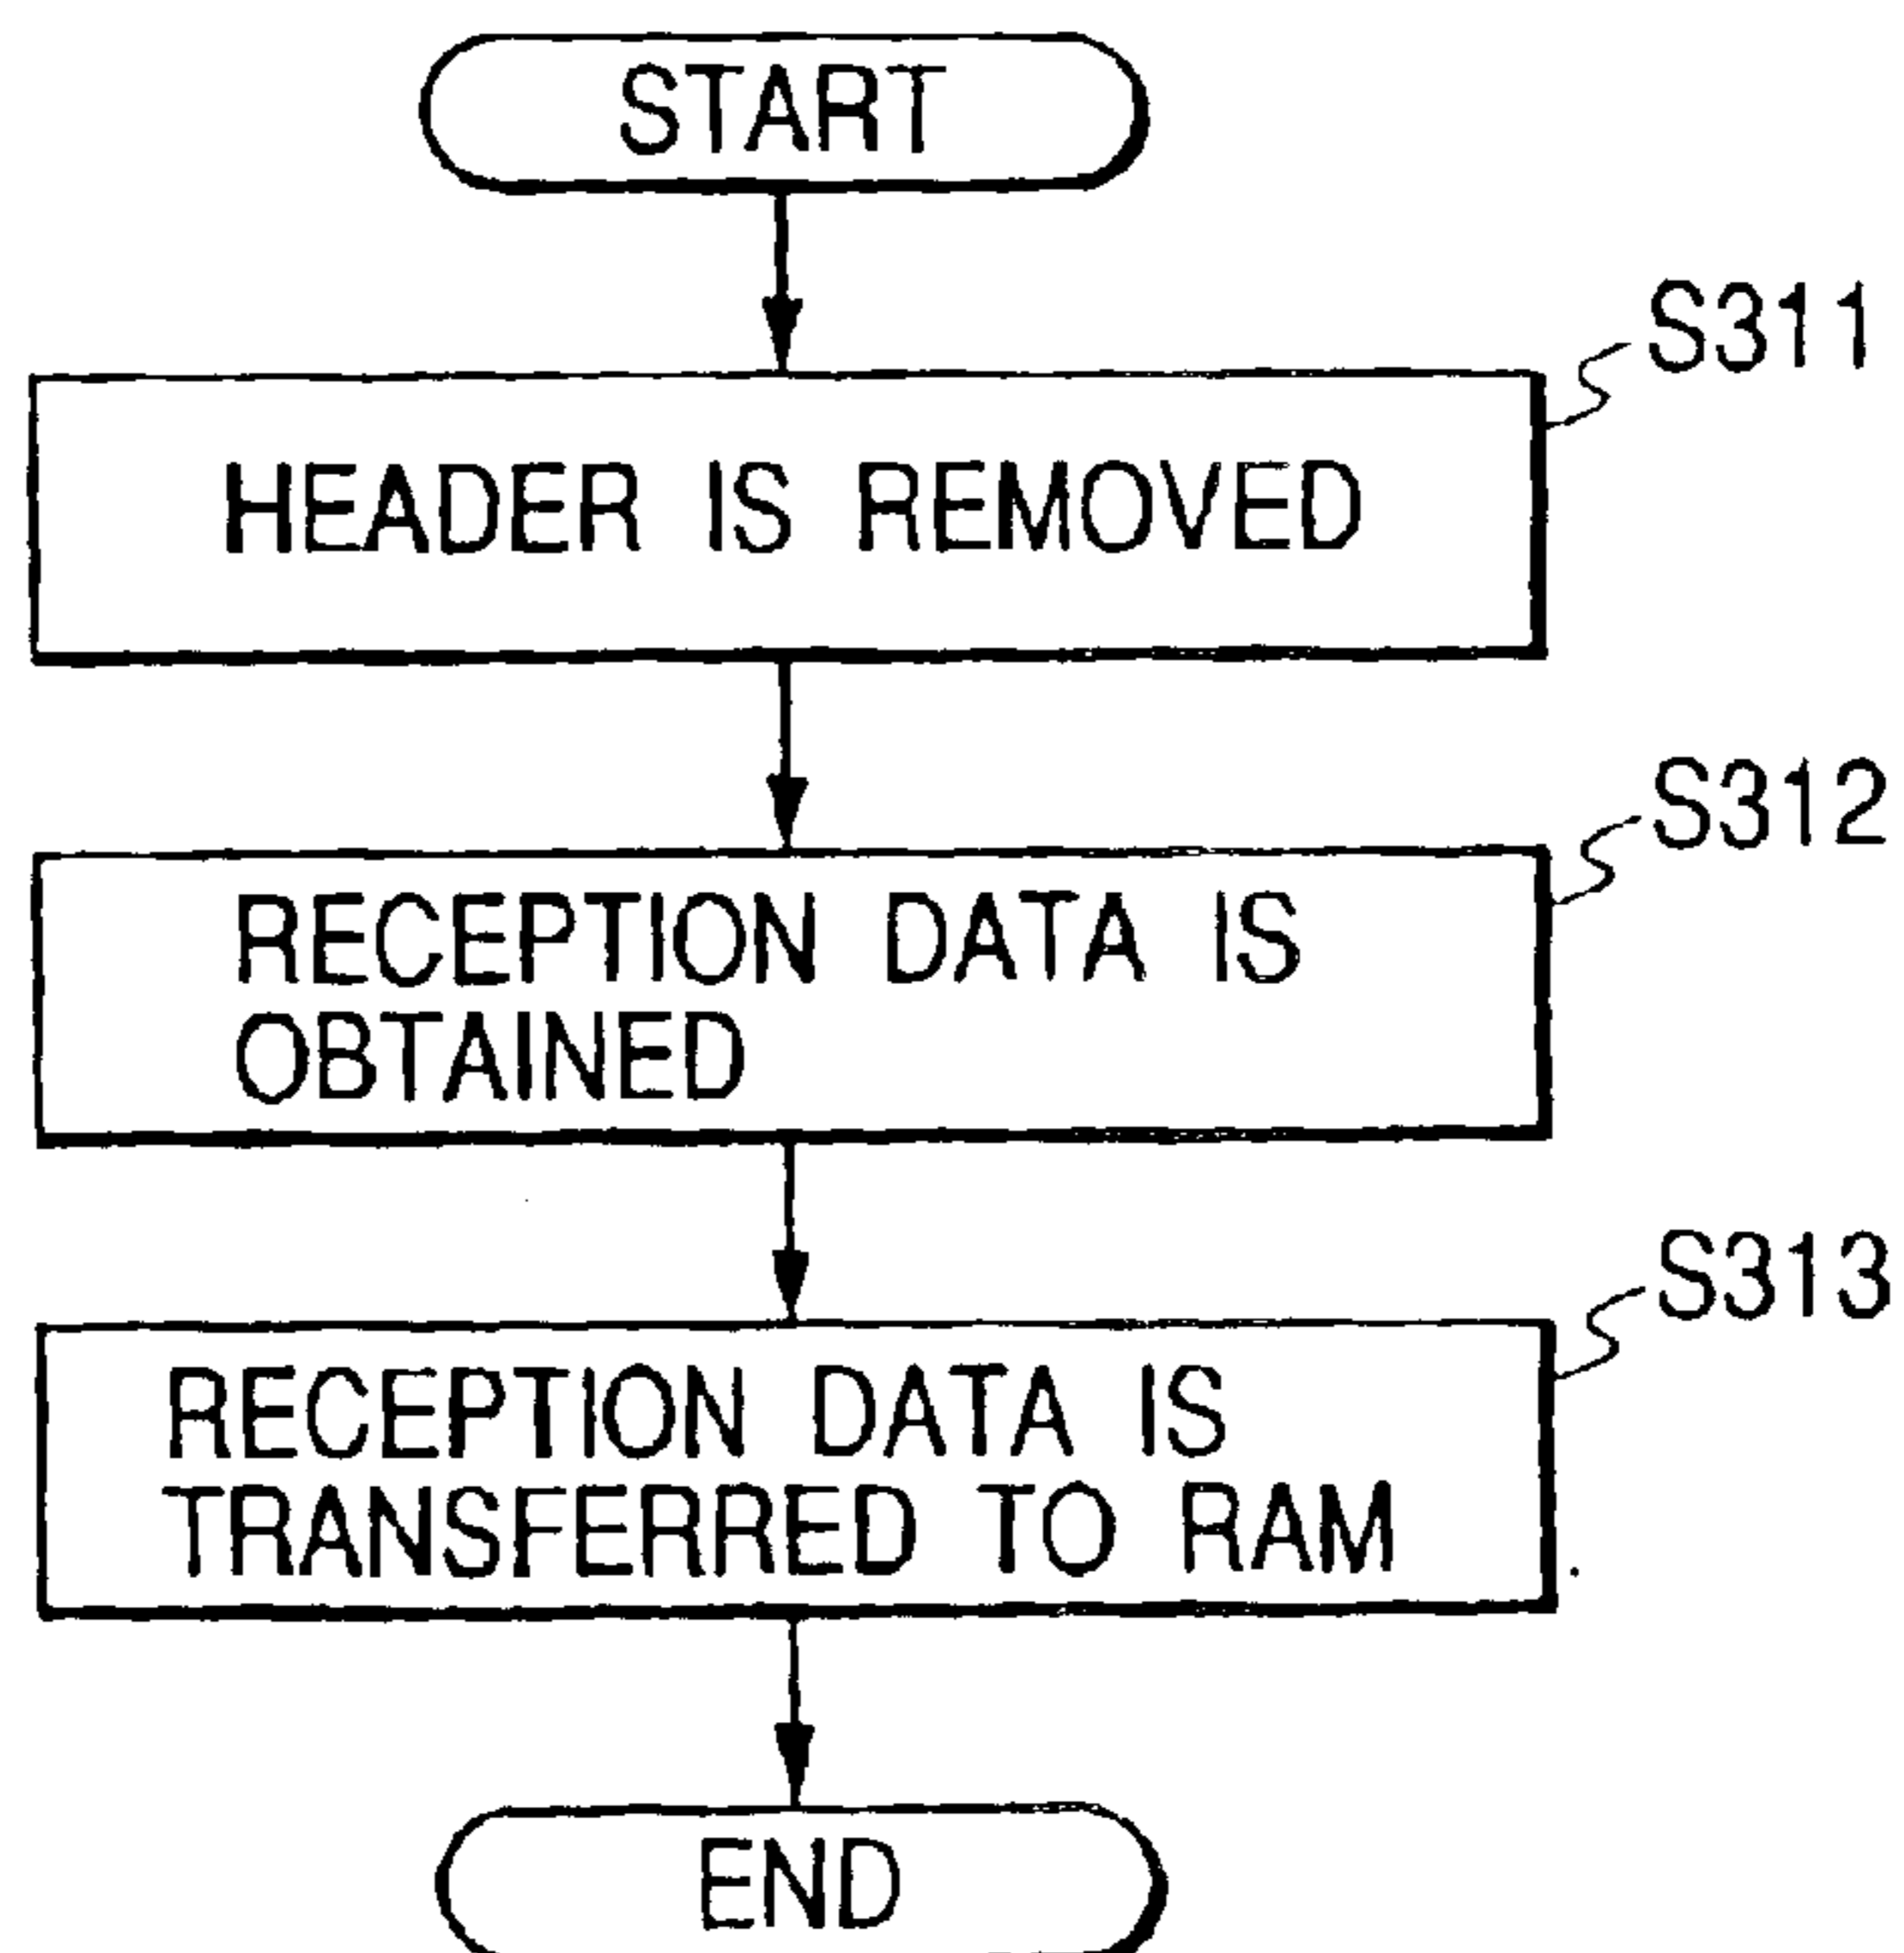 START
S311
HEADER IS REMOVED
S312
RECEPTION DATA IS
OBTAINED
S313
RECEPTION DATA IS
TRANSFERRED TO RAM
END